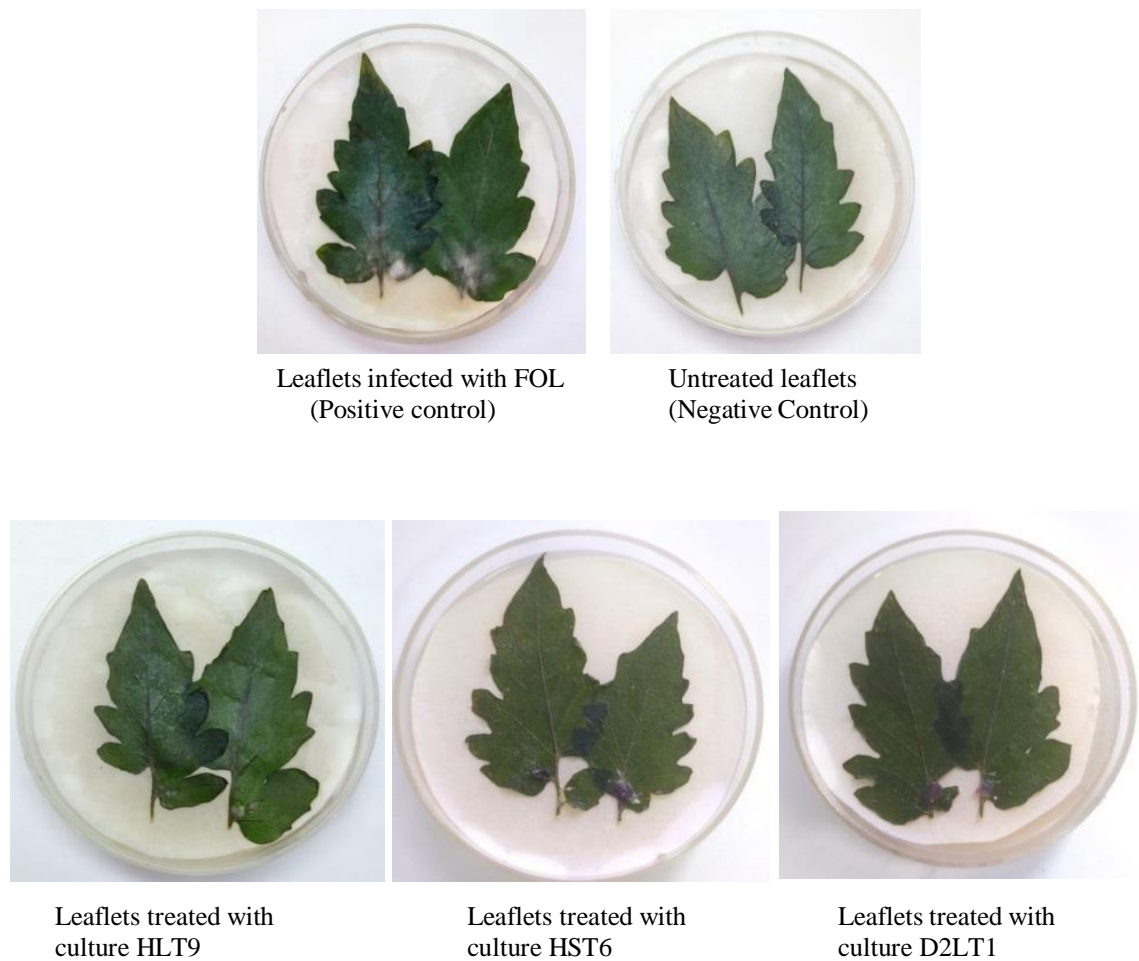 Leaflets infected with FOL
(Positive control)
Untreated leaflets
(Negative Control)
Leaflets treated with
culture HLT9
Leaflets treated with
culture HST6
Leaflets treated with
culture D2LT1